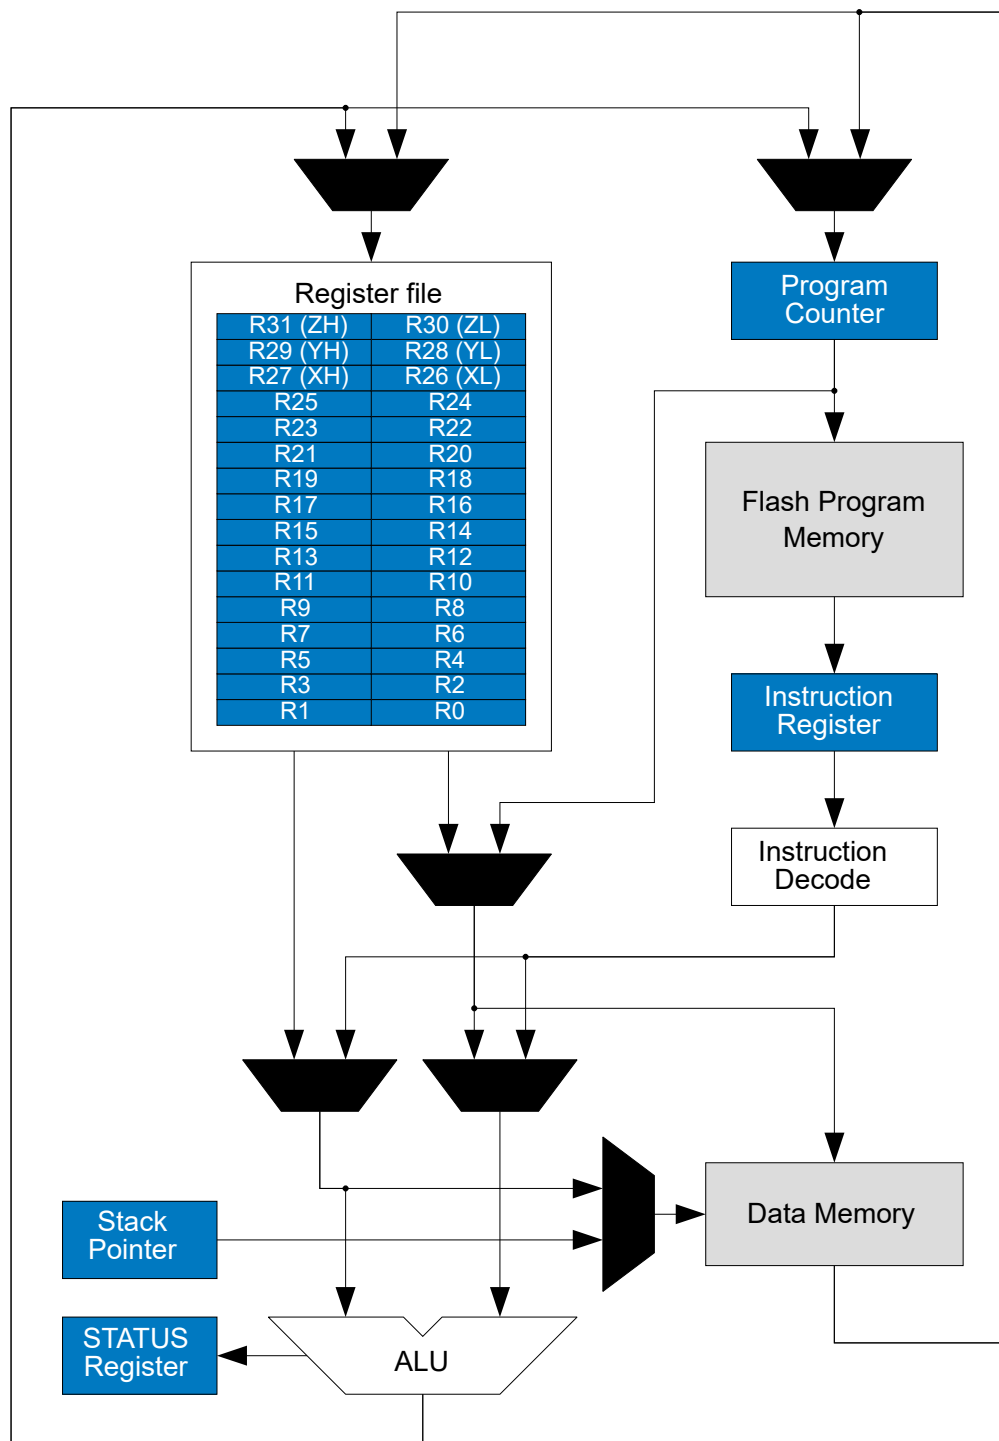 Register file
R31 (ZH) R30 (ZL)
R29 (YH) R28 (YL)
R27 (XH) R26 (XL)
R25 R24
R23 R22
R21 R20
R19 R18
R17 R16
R15 R14
R13 R12
R11 R10
R9 R8
R7 R6
R5 R4
R3 R2
R1 R0
Program
Counter
Flash Program
Memory
Instruction
Register
Instruction
Decode
Stack
Pointer
Data Memory
STATUS
Register
ALU